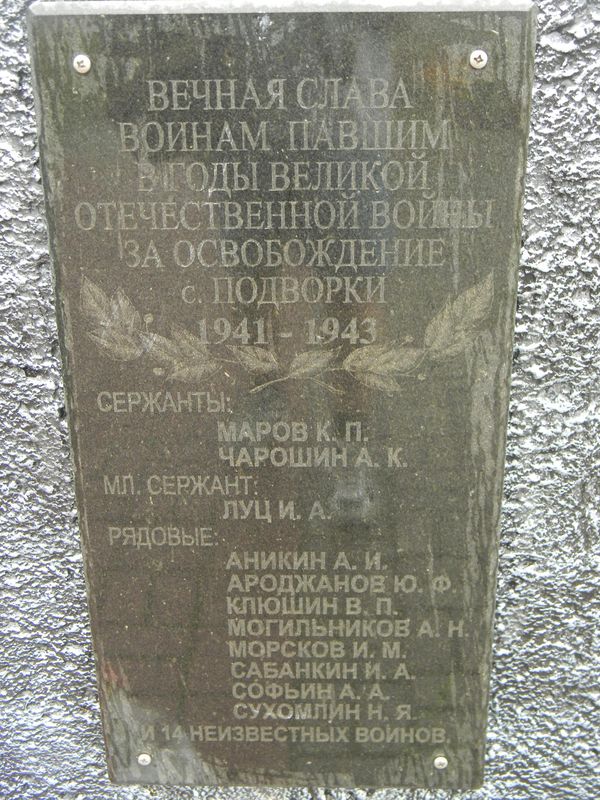 ВЕЧНАЯ СЛАВА
ВОИНАМ ПАВШИМ
В ГОДЫ ВЕЛИКОЙ
ОТЕЧЕСТВЕННОЙ ВОЙНЫ
ЗА ОСВОБОЖДЕНИЕ
с. ПОДВОРКИ
1941 - 1943
СЕРЖАНТЫ:
МАРОВ К. П.
ЧАРОШИН А. К.
МЛ. СЕРЖАНТ:
ЛУЦ И. А.
РЯДОВЫЕ:
АНИКИН А. И.
АРОДЖАНОВ Ю. Ф.
КЛЮШИН В. П.
МОГИЛЬНИКОВ А. Н.
МОРСКОВ И. М.
САБАНКИН И. А.
СОФЬИН А. А.
СУХОМЛИН Н. Я.
И 14 НЕИЗВЕСТНЫХ ВОИНОВ.